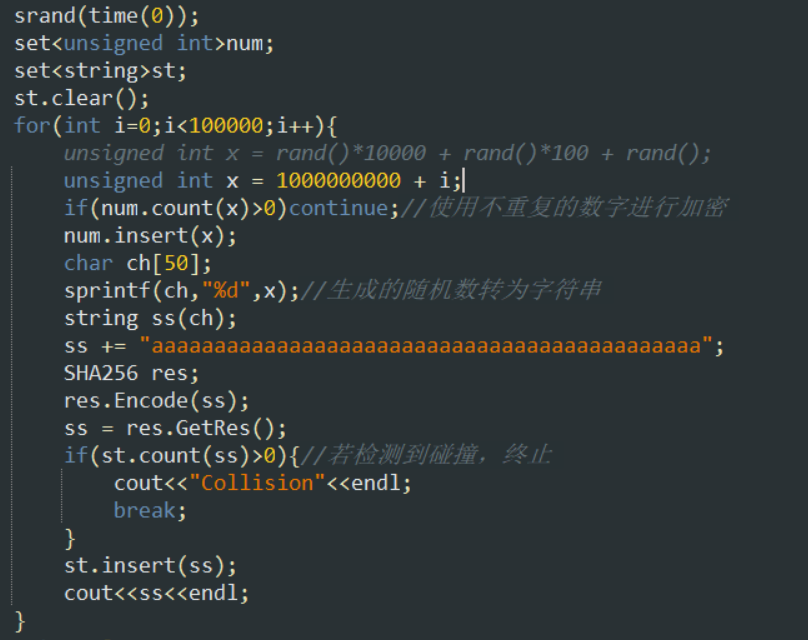 srand(time(0));
set<unsigned int>num;
set<string>st;
st.clear();
for(int i=0;i<100000;i++){
    unsigned int x = rand()*10000 + rand()*100 + rand();
    unsigned int x = 1000000000 + i;
    if(num.count(x)>0)continue;//使用不重复的数字进行加密
    num.insert(x);
    char ch[50];
    sprintf(ch,"%d",x);//生成的随机数转为字符串
    string ss(ch);
    ss += "aaaaaaaaaaaaaaaaaaaaaaaaaaaaaaaaaaaaaaaaaaaa";
    SHA256 res;
    res.Encode(ss);
    ss = res.GetRes();
    if(st.count(ss)>0){//若检测到碰撞，终止
        cout<<"Collision"<<endl;
        break;
    }
    st.insert(ss);
    cout<<ss<<endl;
}